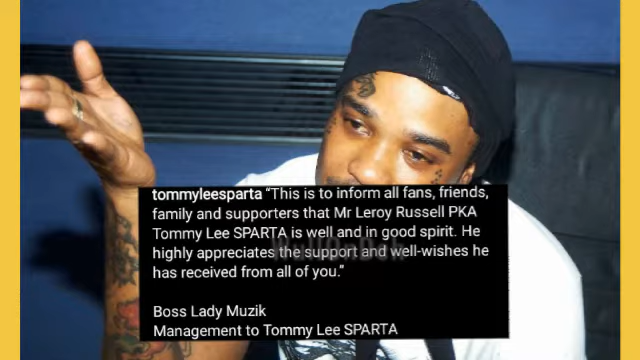 tommyleesparta “This is to inform all fans, friends,
family and supporters that Mr Leroy Russell PKA
Tommy Lee SPARTA is well and in good spirit. He
highly appreciates the support and well-wishes he
has received from all of you.“
Boss Lady Muzik
Management to Tommy Lee SPARTA